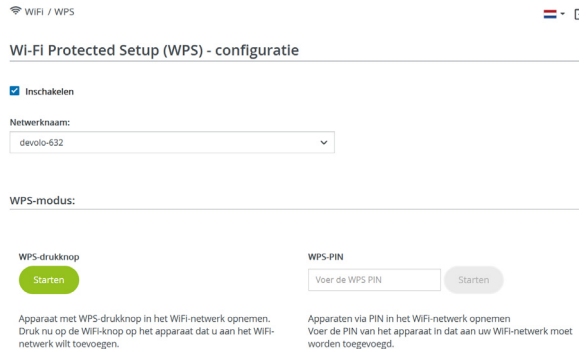 WiFi / WPS
Wi-Fi Protected Setup (WPS) - configuratie
Inschakelen
Netwerknaam:
devolo-632
WPS-modus:
WPS-drukknop
Starten
Apparaat met WPS-drukknop in het WiFi-netwerk opnemen.
Druk nu op de WiFi-knop op het apparaat dat u aan het WiFi-
netwerk wilt toevoegen.
WPS-PIN
Voer de WPS PIN
Starten
Apparaten via PIN in het WiFi-netwerk opnemen
Voer de PIN van het apparaat in dat aan uw WiFi-netwerk moet
worden toegevoegd.